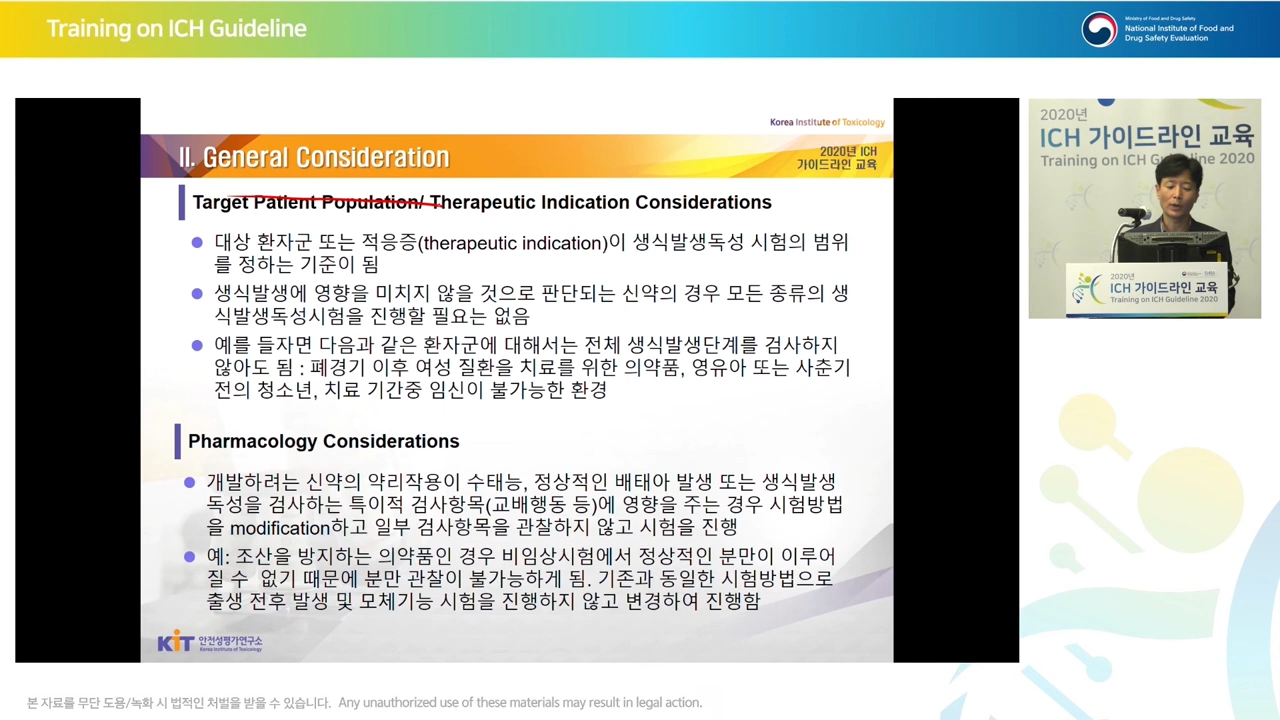 Training on ICH Guideline
Ministry of Food and Drug Safety
National Institute of Food and
Drug Safety Evaluation
Korea Institute of Toxicology
II. General Consideration
2020년 ICH
가이드라인 교육
Target Patient Population/ Therapeutic Indication Considerations
대상 환자군 또는 적응증(therapeutic indication)이 생식발생독성 시험의 범위
를 정하는 기준이 됨
생식발생에 영향을 미치지 않을 것으로 판단되는 신약의 경우 모든 종류의 생
식발생독성시험을 진행할 필요는 없음
예를 들자면 다음과 같은 환자군에 대해서는 전체 생식발생단계를 검사하지
않아도 됨 : 폐경기 이후 여성 질환을 치료를 위한 의약품, 영유아 또는 사춘기
전의 청소년, 치료 기간중 임신이 불가능한 환경
Pharmacology Considerations
개발하려는 신약의 약리작용이 수태능, 정상적인 배태아 발생 또는 생식발생
독성을 검사하는 특이적 검사항목(교배행동 등)에 영향을 주는 경우 시험방법
을 modification하고 일부 검사항목을 관찰하지 않고 시험을 진행
예: 조산을 방지하는 의약품인 경우 비임상시험에서 정상적인 분만이 이루어
질 수 없기 때문에 분만 관찰이 불가능하게 됨. 기존과 동일한 시험방법으로
출생 전후 발생 및 모체기능 시험을 진행하지 않고 변경하여 진행함
KIT 안전성평가연구소
Korea Institute of Toxicology
2020년
ICH 가이드라인 교육
Training on ICH Guideline 2020
2020년
ICH 가이드라인 교육
Training on ICH Guideline 2020
본 자료를 무단 도용/녹화 시 법적인 처벌을 받을 수 있습니다. Any unauthorized use of these materials may result in legal action.